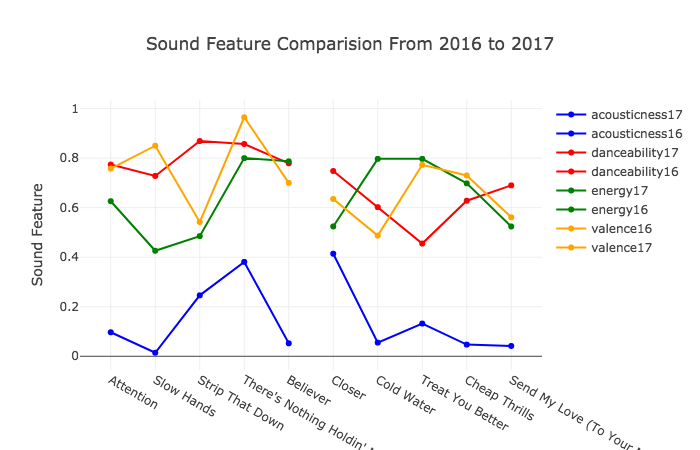 Sound Feature Comparision From 2016 to 2017
Sound Feature
1
0.8
0.6
0.4
0.2
0
Attention
Slow Hands
Strip That Down
There's Nothing Holdin'
Believer
Closer
Cold Water
Treat You Better
Cheap Thrills
Send My Love (To Your
acousticness17
acousticness16
danceability17
danceability16
energy17
energy16
valence16
valence17